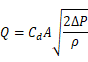 Q = C_d A √(2ΔP/ρ)